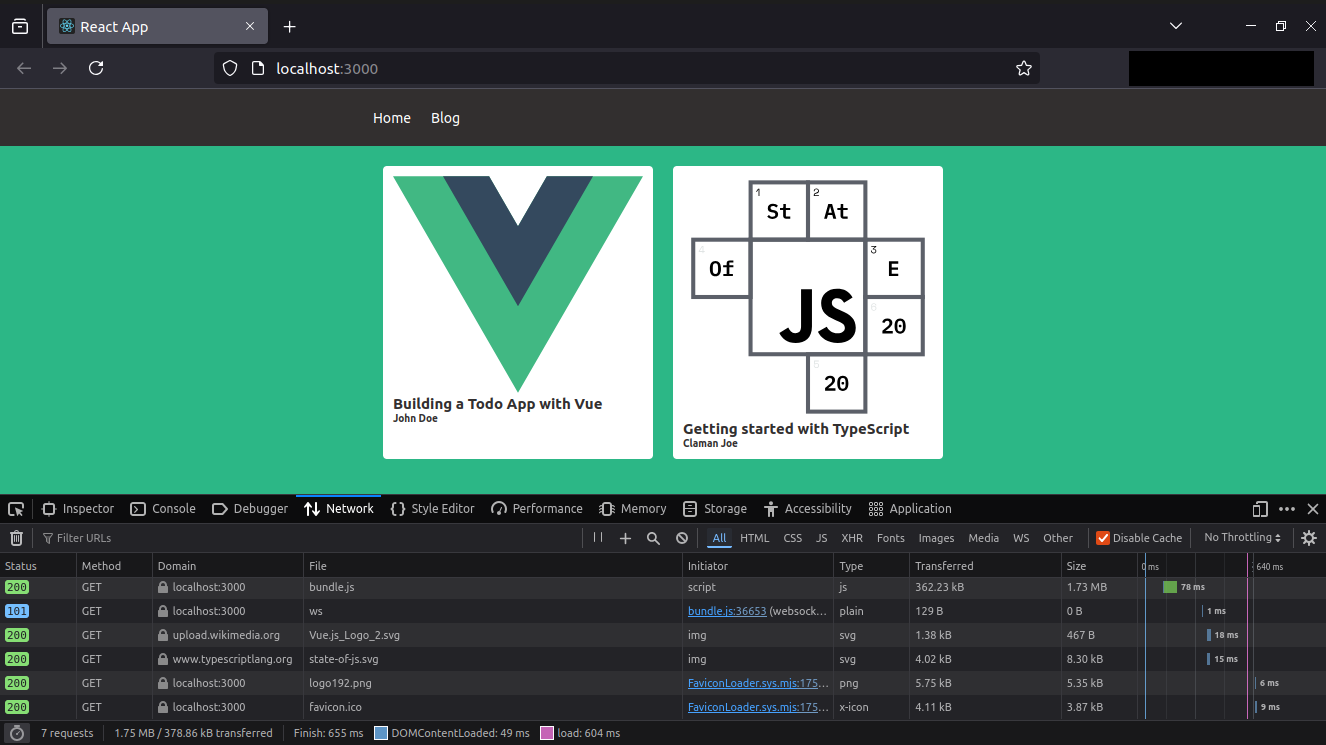 React App
localhost:3000
Home Blog
1 2
St At
4 3
Of E
JS
6
20
5
20
Building a Todo App with Vue
John Doe
Getting started with TypeScript
Claman Joe
Inspector Console Debugger Network Style Editor Performance Memory Storage Accessibility Application
Filter URLs All HTML CSS JS XHR Fonts Images Media WS Other Disable Cache No Throttling
Status Method Domain File Initiator Type Transferred Size 0 ms 640 ms
200 GET localhost:3000 bundle.js script js 362.23 kB 1.73 MB 78 ms
101 GET localhost:3000 ws bundle.js:36653 (websock… plain 129 B 0 B 1 ms
200 GET upload.wikimedia.org Vue.js_Logo_2.svg img svg 1.38 kB 467 B 18 ms
200 GET www.typescriptlang.org state-of-js.svg img svg 4.02 kB 8.30 kB 15 ms
200 GET localhost:3000 logo192.png FaviconLoader.sys.mjs:175… png 5.75 kB 5.35 kB 6 ms
200 GET localhost:3000 favicon.ico FaviconLoader.sys.mjs:175… x-icon 4.11 kB 3.87 kB 9 ms
7 requests 1.75 MB / 378.86 kB transferred Finish: 655 ms DOMContentLoaded: 49 ms load: 604 ms